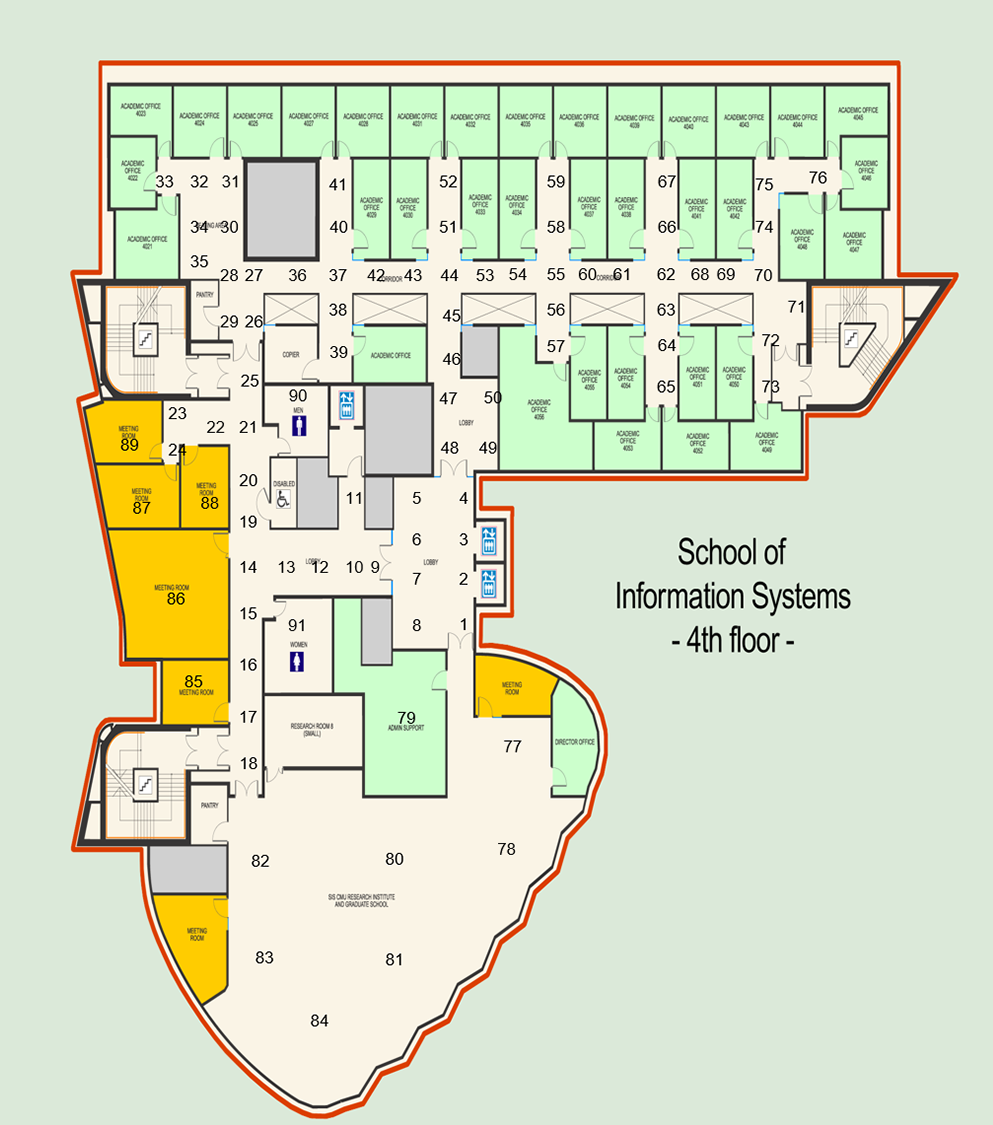 ACADEMIC OFFICE
4023
ACADEMIC OFFICE
4024
ACADEMIC OFFICE
4025
ACADEMIC OFFICE
4027
ACADEMIC OFFICE
4028
ACADEMIC OFFICE
4031
ACADEMIC OFFICE
4032
ACADEMIC OFFICE
4035
ACADEMIC OFFICE
4036
ACADEMIC OFFICE
4039
ACADEMIC OFFICE
4040
ACADEMIC OFFICE
4043
ACADEMIC OFFICE
4044
ACADEMIC OFFICE
4045
ACADEMIC
OFFICE
4022
33
32
31
41
52
59
67
75
76
ACADEMIC
OFFICE
4046
ACADEMIC
OFFICE
4029
ACADEMIC
OFFICE
4030
ACADEMIC
OFFICE
4033
ACADEMIC
OFFICE
4034
ACADEMIC
OFFICE
4037
ACADEMIC
OFFICE
4038
ACADEMIC
OFFICE
4041
ACADEMIC
OFFICE
4042
34
30
40
51
58
66
74
ACADEMIC OFFICE
4021
ACADEMIC
OFFICE
4048
ACADEMIC
OFFICE
4047
35
28
27
36
37
42
CORRIDOR
43
44
53
54
55
60
CORRIDOR
61
62
68
69
70
PANTRY
29
26
38
45
56
63
71
COPIER
39
ACADEMIC OFFICE
46
57
64
72
25
90
MEN
47
50
LOBBY
ACADEMIC
OFFICE
4056
ACADEMIC
OFFICE
4055
ACADEMIC
OFFICE
4054
65
ACADEMIC
OFFICE
4051
ACADEMIC
OFFICE
4050
73
23
22
21
MEETING
ROOM
89
24
48
49
ACADEMIC
OFFICE
4053
ACADEMIC
OFFICE
4052
ACADEMIC
OFFICE
4049
MEETING
ROOM
87
MEETING
ROOM
88
20
DISABLED
11
5
4
19
6
3
14
13
LOBBY
12
10
9
LOBBY
7
2
MEETING ROOM
86
15
91
8
1
WOMEN
16
85
MEETING ROOM
MEETING
ROOM
17
RESEARCH ROOM 8
(SMALL)
79
ADMIN SUPPORT
77
DIRECTOR OFFICE
18
PANTRY
82
80
78
SIS CMU RESEARCH INSTITUTE
AND GRADUATE SCHOOL
MEETING
ROOM
83
81
84
School of
Information Systems
- 4th floor -